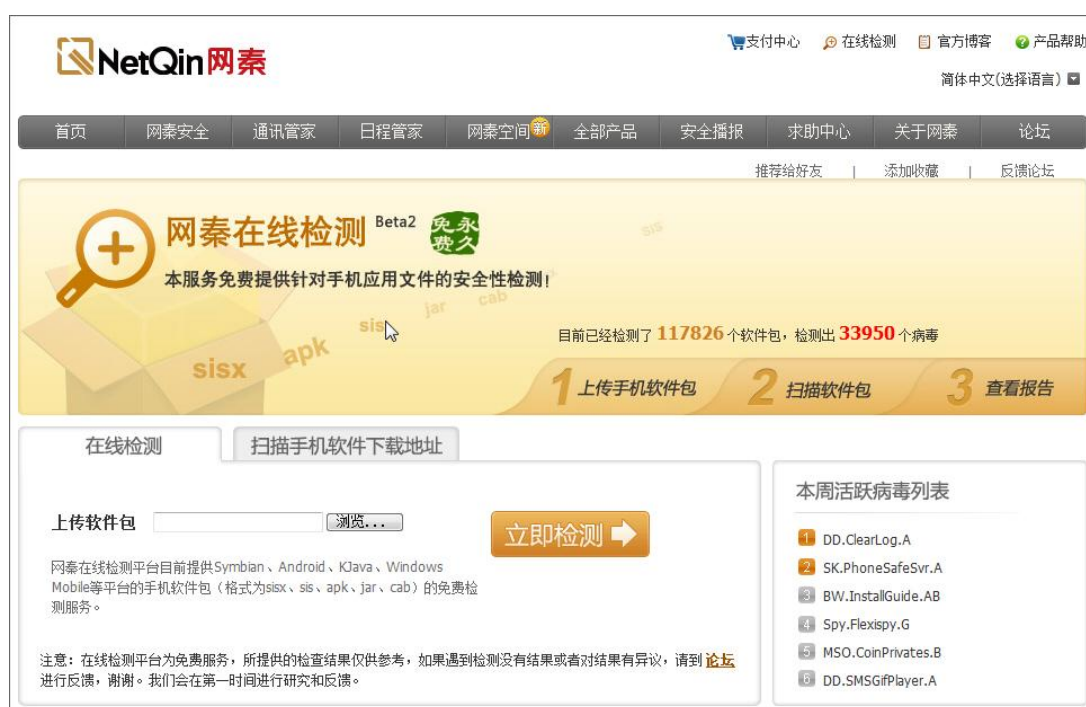 NetQin网秦
支付中心 在线检测 官方博客 产品帮助
简体中文(选择语言)
首页 网秦安全 通讯管家 日程管家 网秦空间 新 全部产品 安全播报 求助中心 关于网秦 论坛
推荐给好友 | 添加收藏 | 反馈论坛
网秦在线检测 Beta2 永久免费
本服务免费提供针对手机应用文件的安全性检测!
sis
cab
jar
sis
apk
sisx
目前已经检测了 117826 个软件包，检测出 33950 个病毒
1 上传手机软件包 2 扫描软件包 3 查看报告
在线检测 扫描手机软件下载地址
上传软件包 浏览... 立即检测
网秦在线检测平台目前提供Symbian、Android、KJava、Windows
Mobile等平台的手机软件包（格式为sisx、sis、apk、jar、cab）的免费检
测服务。
注意：在线检测平台为免费服务，所提供的检查结果仅供参考，如果遇到检测没有结果或者对结果有异议，请到 论坛
进行反馈，谢谢。我们会在第一时间进行研究和反馈。
本周活跃病毒列表
1 DD.ClearLog.A
2 SK.PhoneSafeSvr.A
3 BW.InstallGuide.AB
4 Spy.Flexispy.G
5 MSO.CoinPrivates.B
6 DD.SMSGifPlayer.A